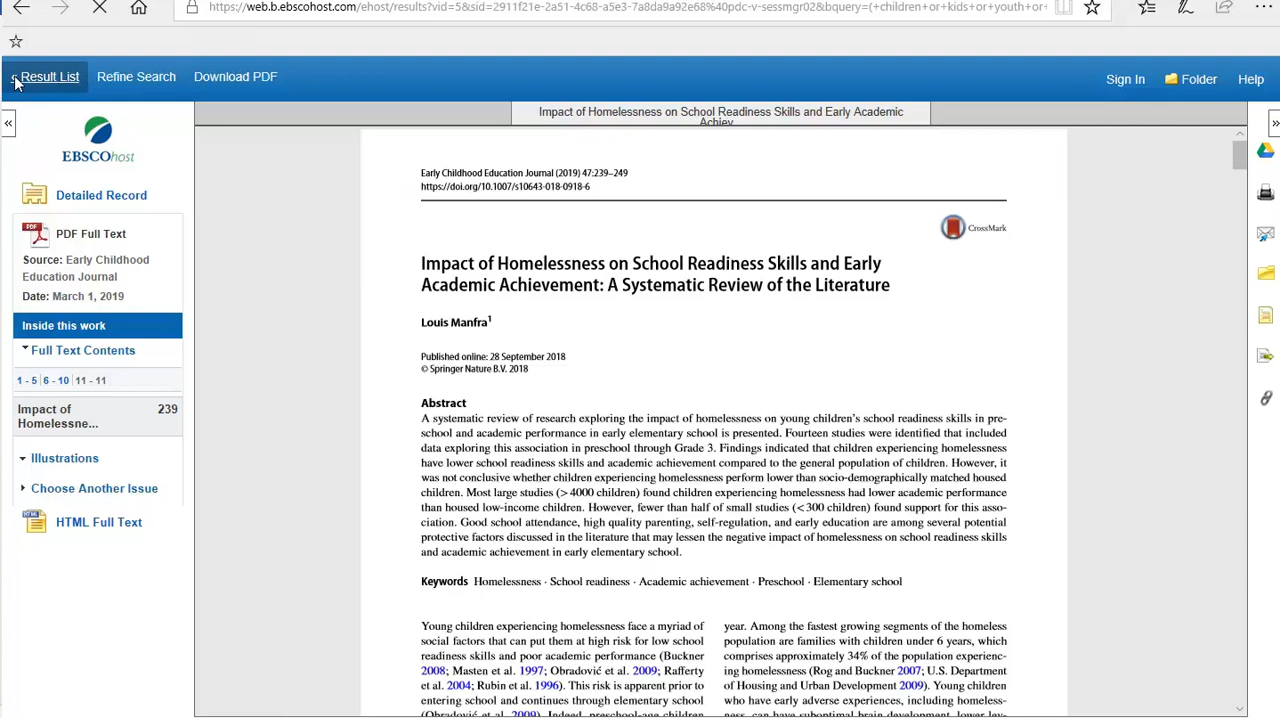 https://web.b.ebscohost.com/ehost/results?vid=5&sid=2911f21e-2a51-4c68-a5e3-7a8da9a92e68%40pdc-v-sessmgr02&bquery=(+children+or+kids+or+youth+or+
Result List Refine Search Download PDF
Sign In Folder Help
«
Impact of Homelessness on School Readiness Skills and Early Academic
Achiev
»
EBSCOhost
Detailed Record
PDF Full Text
Source: Early Childhood
Education Journal
Date: March 1, 2019
Inside this work
Full Text Contents
1 - 5 6 - 10 11 - 11
Impact of 239
Homelessne...
Illustrations
Choose Another Issue
HTML Full Text
Early Childhood Education Journal (2019) 47:239–249
https://doi.org/10.1007/s10643-018-0918-6
CrossMark
Impact of Homelessness on School Readiness Skills and Early
Academic Achievement: A Systematic Review of the Literature
Louis Manfra1
Published online: 28 September 2018
© Springer Nature B.V. 2018
Abstract
A systematic review of research exploring the impact of homelessness on young children's school readiness skills in pre-
school and academic performance in early elementary school is presented. Fourteen studies were identified that included
data exploring this association in preschool through Grade 3. Findings indicated that children experiencing homelessness
have lower school readiness skills and academic achievement compared to the general population of children. However, it
was not conclusive whether children experiencing homelessness perform lower than socio-demographically matched housed
children. Most large studies (> 4000 children) found children experiencing homelessness had lower academic performance
than housed low-income children. However, fewer than half of small studies (< 300 children) found support for this asso-
ciation. Good school attendance, high quality parenting, self-regulation, and early education are among several potential
protective factors discussed in the literature that may lessen the negative impact of homelessness on school readiness skills
and academic achievement in early elementary school.
Keywords Homelessness · School readiness · Academic achievement · Preschool · Elementary school
Young children experiencing homelessness face a myriad of
social factors that can put them at high risk for low school
readiness skills and poor academic performance (Buckner
2008; Masten et al. 1997; Obradović et al. 2009; Rafferty
et al. 2004; Rubin et al. 1996). This risk is apparent prior to
entering school and continues through elementary school
(Obradović et al. 2009). Indeed, preschool-age children
year. Among the fastest growing segments of the homeless
population are families with children under 6 years, which
comprises approximately 34% of the population experienc-
ing homelessness (Rog and Buckner 2007; U.S. Department
of Housing and Urban Development 2009). Young children
who have early adverse experiences, including homeless-
ness, can have suboptimal brain development, lower lev-